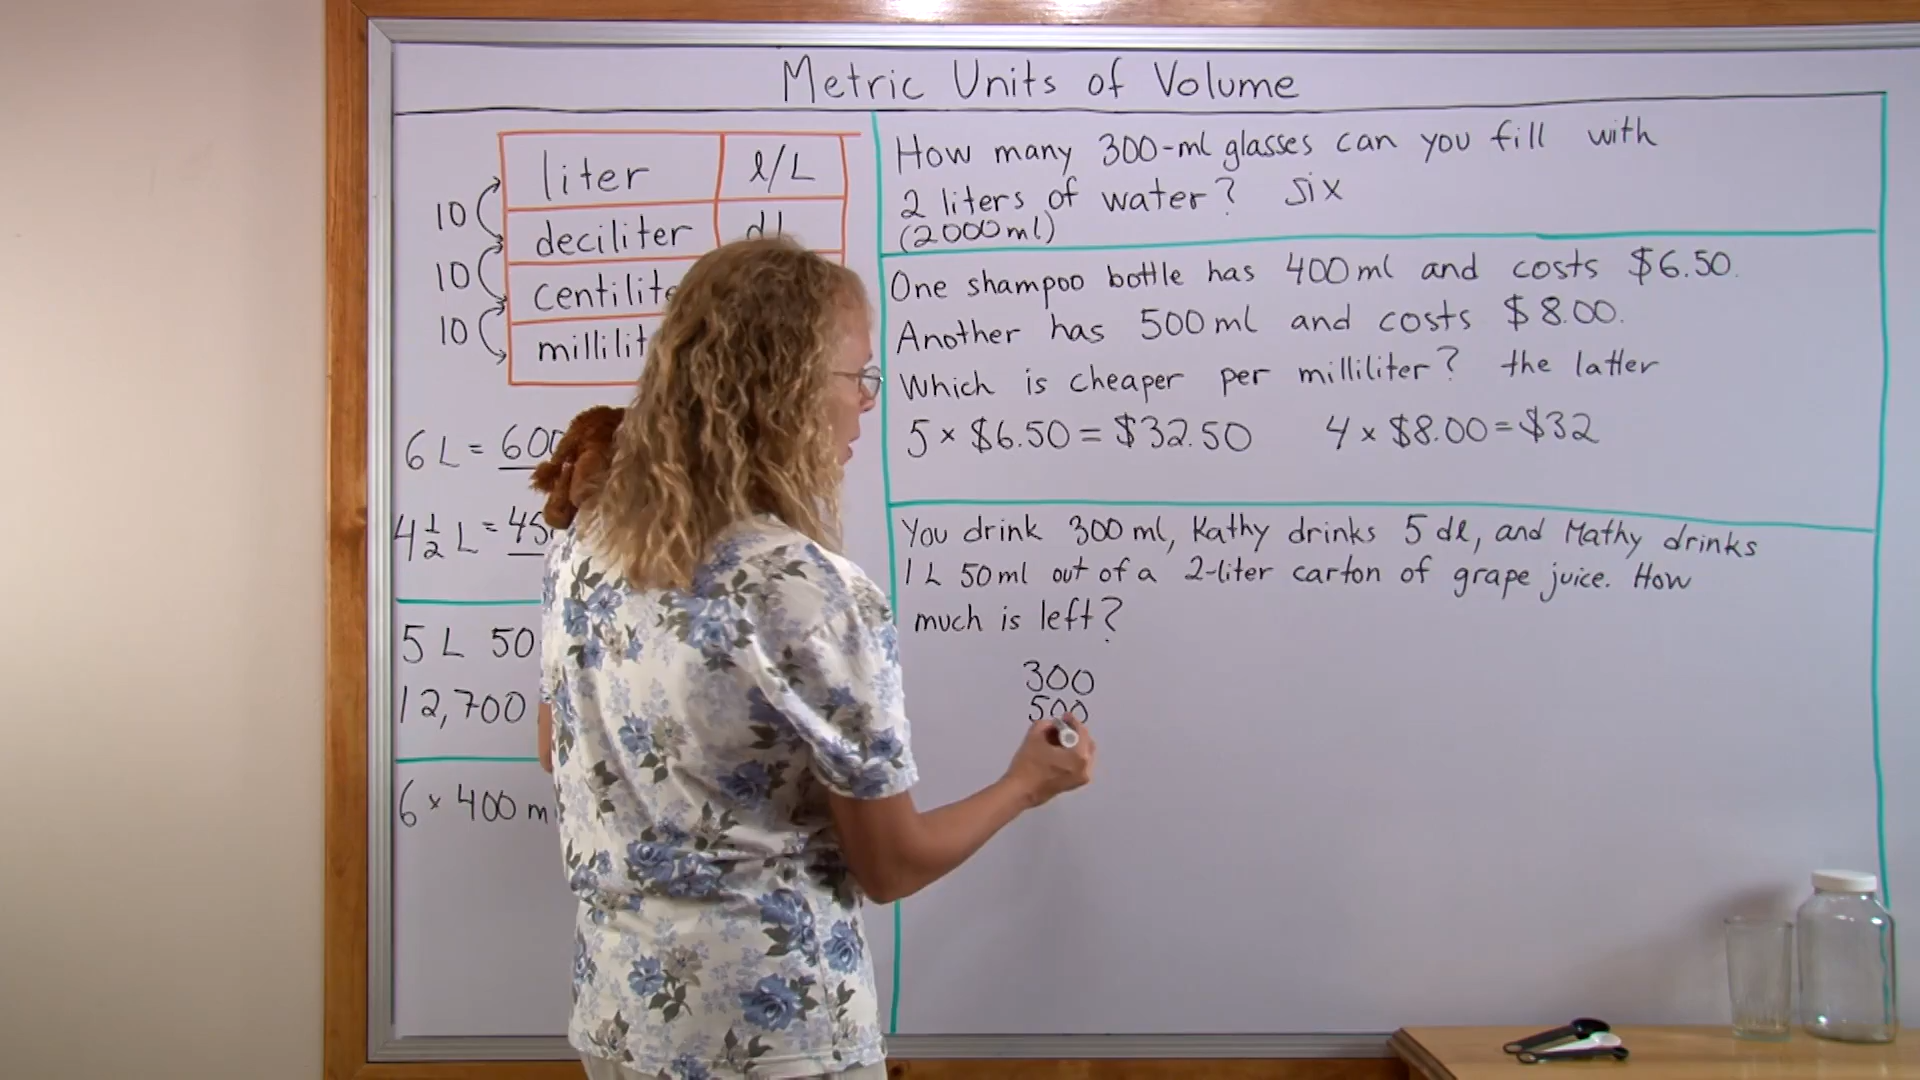 Metric Units of Volume
liter l/L
10
deciliter dl
10
10
6 L =
4 1/2 L =
5 L 50
12,700
6 × 400 m
How many 300-ml glasses can you fill with
2 liters of water? six
(2000 ml)
One shampoo bottle has 400 ml and costs $6.50.
Another has 500 ml and costs $8.00.
Which is cheaper per milliliter? the latter
5 × $6.50 = $32.50 4 × $8.00 = $32
You drink 300 ml, Kathy drinks 5 dl, and Mathy drinks
1 L 50 ml out of a 2-liter carton of grape juice. How
much is left?
300
500